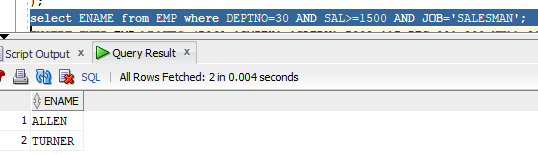 );
select ENAME from EMP where DEPTNO=30 AND SAL>=1500 AND JOB='SALESMAN';
Script Output x Query Result x
SQL | All Rows Fetched: 2 in 0.004 seconds
ENAME
1 ALLEN
2 TURNER